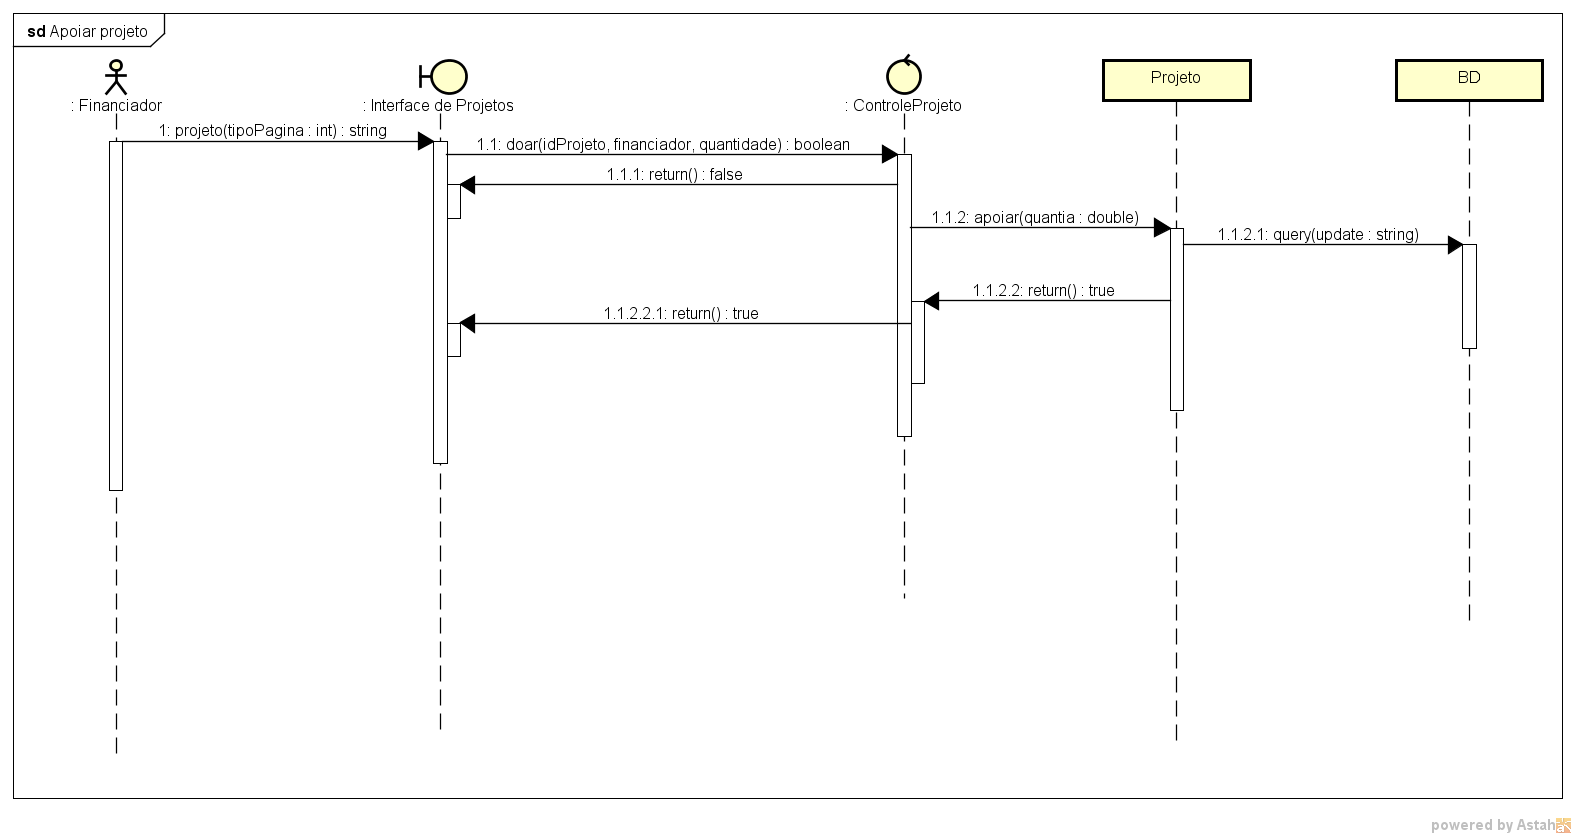 sd Apoiar projeto
: Financiador
: Interface de Projetos
: ControleProjeto
Projeto
BD
1: projeto(tipoPagina : int) : string
1.1: doar(idProjeto, financiador, quantidade) : boolean
1.1.1: return() : false
1.1.2: apoiar(quantia : double)
1.1.2.1: query(update : string)
1.1.2.2: return() : true
1.1.2.2.1: return() : true
powered by Astah